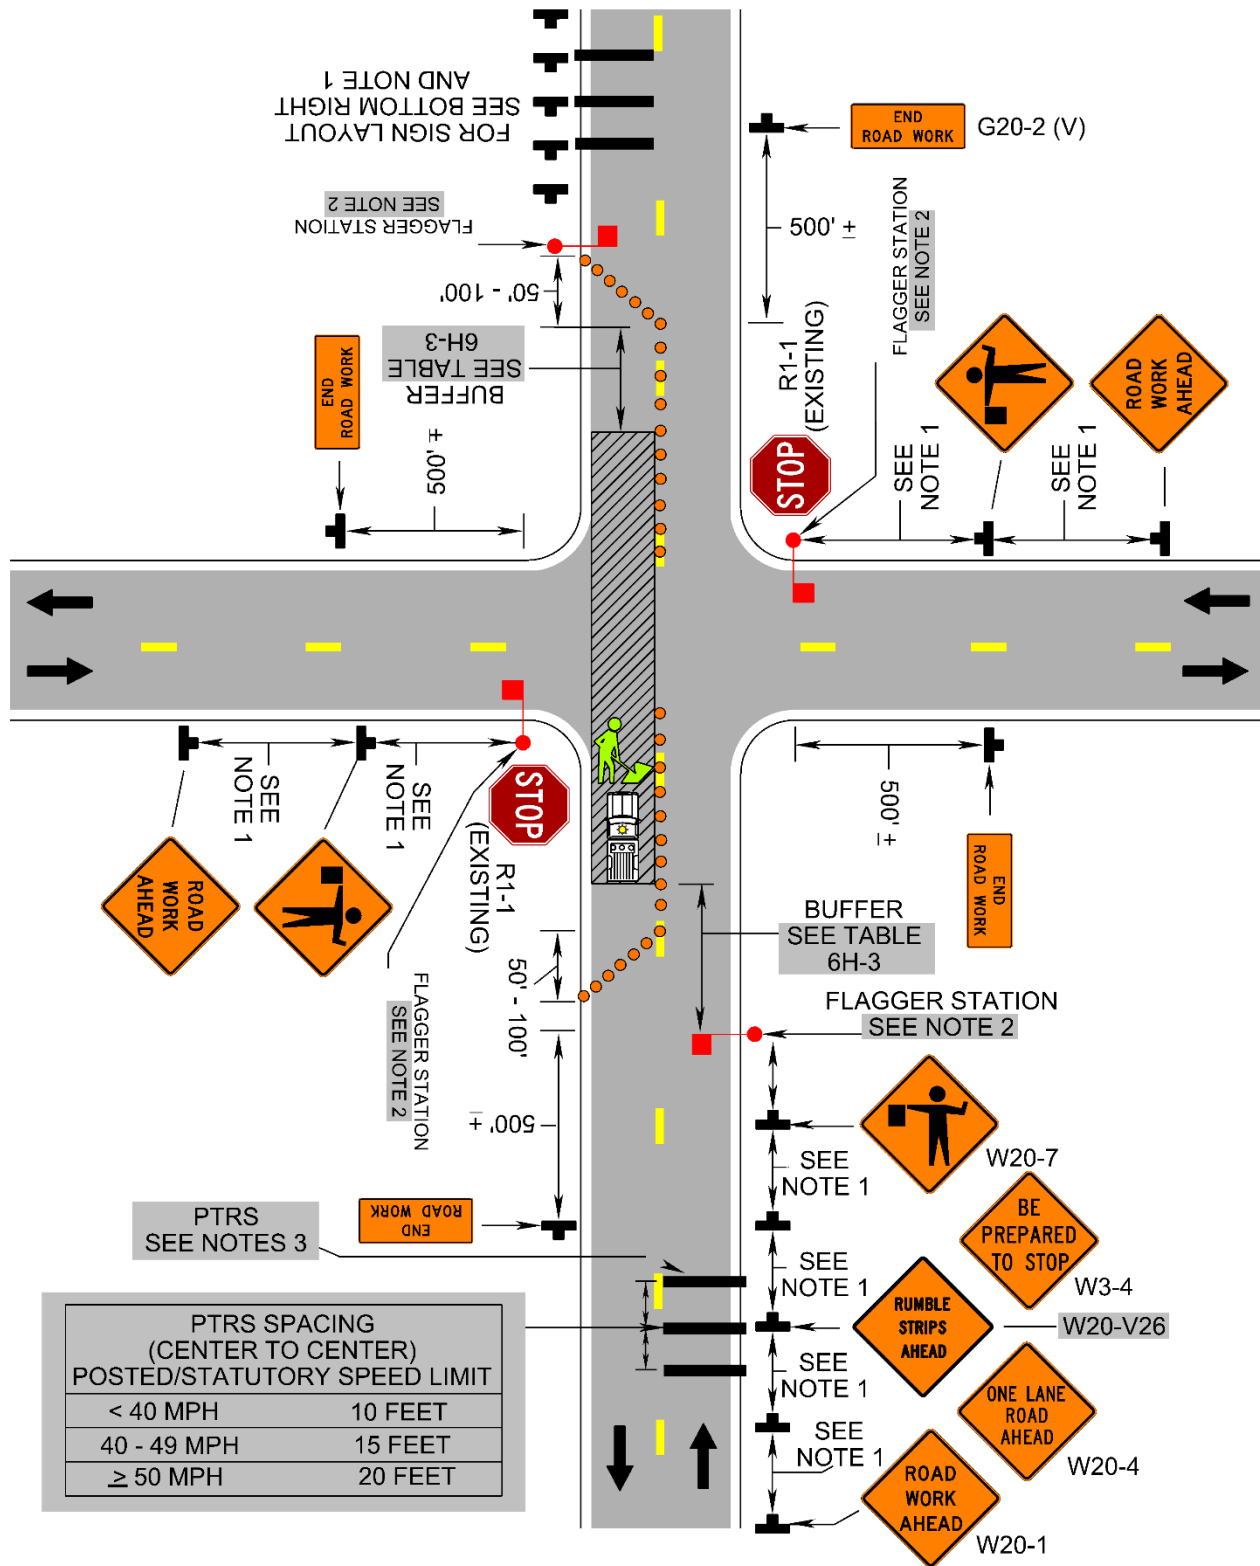 FOR SIGN LAYOUT
SEE BOTTOM RIGHT
AND NOTE 1
END
ROAD WORK
G20-2 (V)
FLAGGER STATION
SEE NOTE 2
500' ±
FLAGGER STATION
SEE NOTE 2
50' - 100'
BUFFER
SEE TABLE
6H-3
END
ROAD WORK
500' ±
R1-1
(EXISTING)
STOP
SEE
NOTE 1
SEE
NOTE 1
ROAD
WORK
AHEAD
SEE
NOTE 1
SEE
NOTE 1
STOP
R1-1
(EXISTING)
ROAD
WORK
AHEAD
500' ±
END
ROAD WORK
BUFFER
SEE TABLE
6H-3
50' - 100'
FLAGGER STATION
SEE NOTE 2
FLAGGER STATION
SEE NOTE 2
500' ±
W20-7
SEE
NOTE 1
BE
PREPARED
TO STOP
W3-4
END
ROAD WORK
PTRS
SEE NOTES 3
SEE
NOTE 1
RUMBLE
STRIPS
AHEAD
W20-V26
PTRS SPACING
(CENTER TO CENTER)
POSTED/STATUTORY SPEED LIMIT
< 40 MPH 10 FEET
40 - 49 MPH 15 FEET
≥ 50 MPH 20 FEET
SEE
NOTE 1
ONE LANE
ROAD
AHEAD
W20-4
SEE
NOTE 1
ROAD
WORK
AHEAD
W20-1